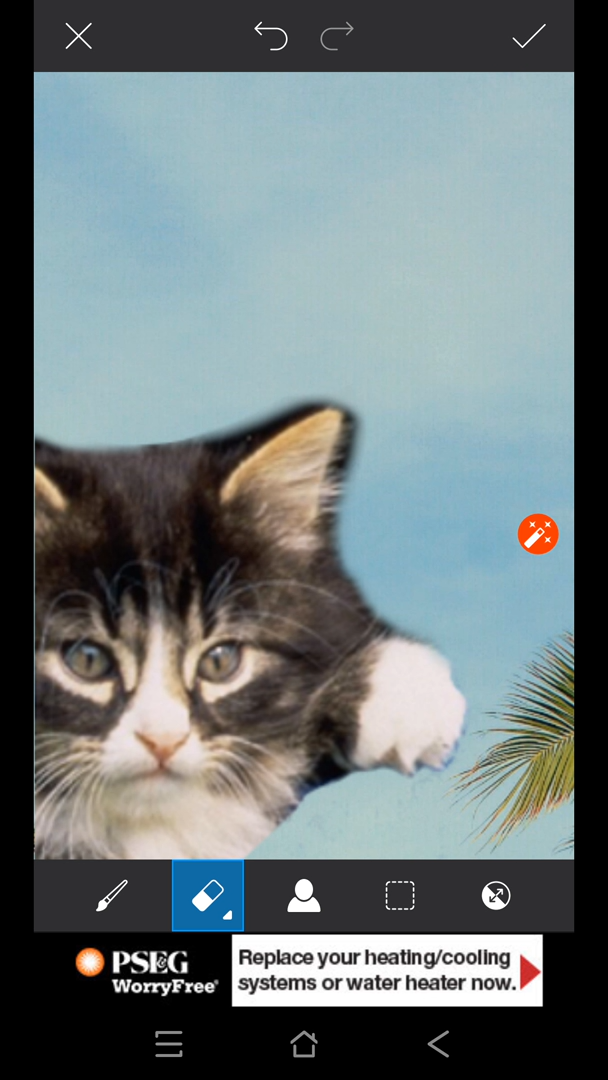 PSEG
WorryFree®
Replace your heating/cooling
systems or water heater now.